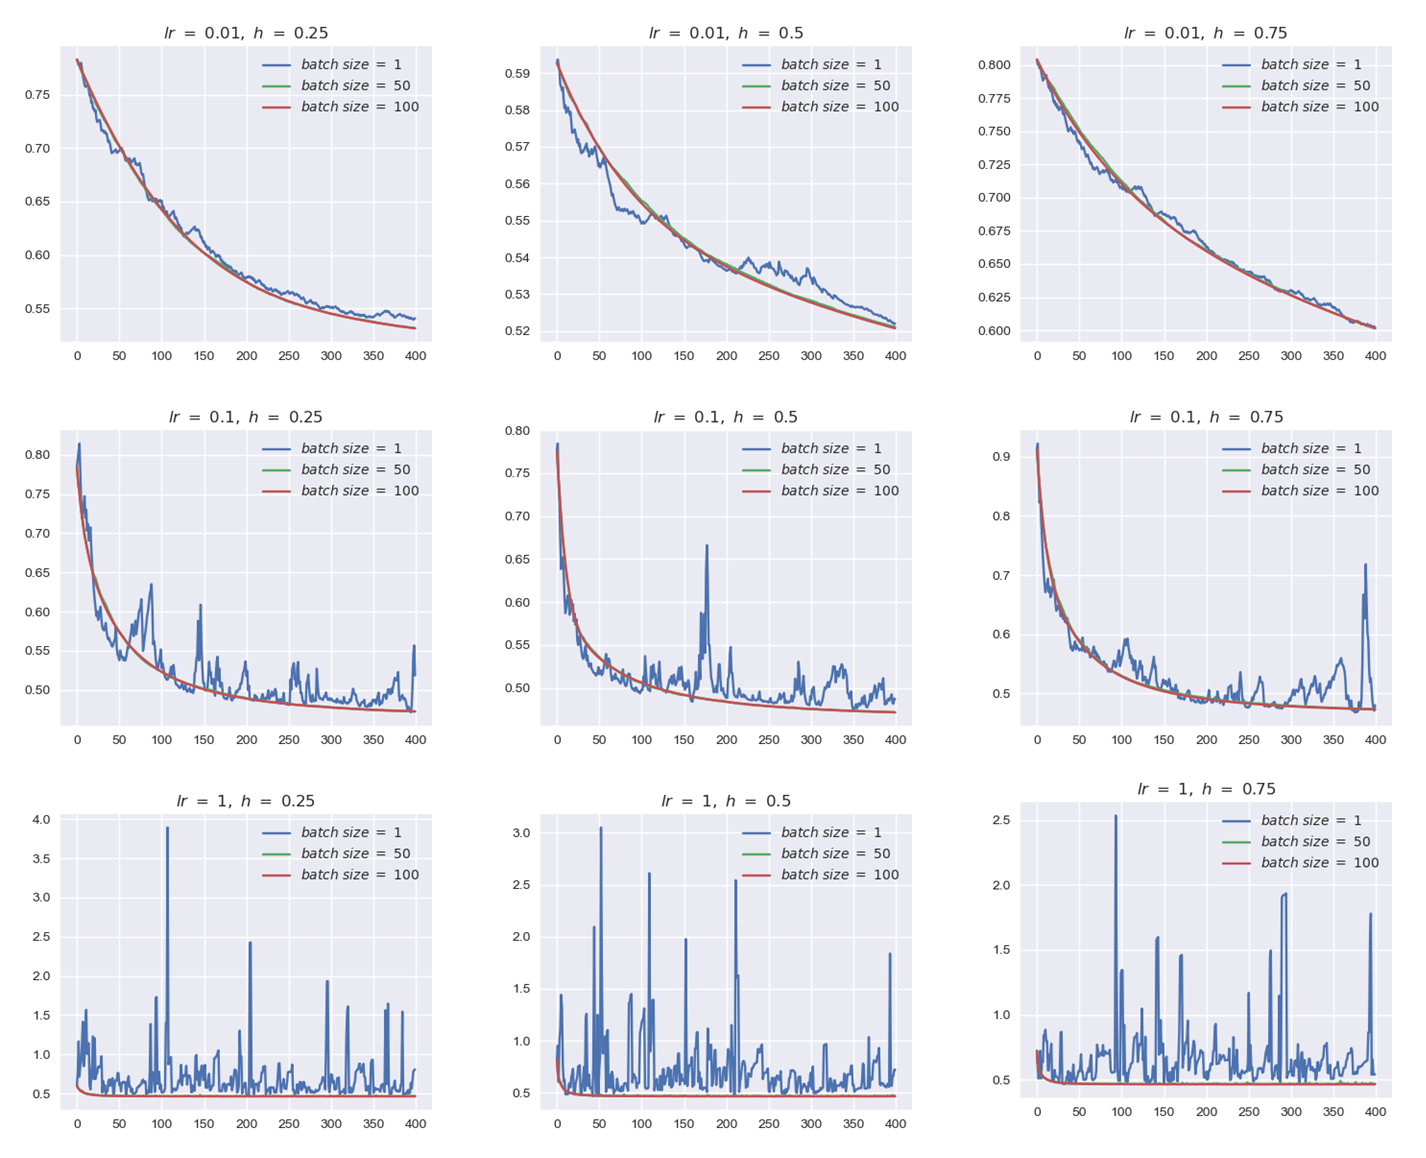 lr = 0.01, h = 0.25
batch size = 1
batch size = 50
batch size = 100
0.75
0.70
0.65
0.60
0.55
0 50 100 150 200 250 300 350 400
lr = 0.01, h = 0.5
batch size = 1
batch size = 50
batch size = 100
0.59
0.58
0.57
0.56
0.55
0.54
0.53
0.52
0 50 100 150 200 250 300 350 400
lr = 0.01, h = 0.75
batch size = 1
batch size = 50
batch size = 100
0.800
0.775
0.750
0.725
0.700
0.675
0.650
0.625
0.600
0 50 100 150 200 250 300 350 400
lr = 0.1, h = 0.25
batch size = 1
batch size = 50
batch size = 100
0.80
0.75
0.70
0.65
0.60
0.55
0.50
0 50 100 150 200 250 300 350 400
lr = 0.1, h = 0.5
batch size = 1
batch size = 50
batch size = 100
0.80
0.75
0.70
0.65
0.60
0.55
0.50
0 50 100 150 200 250 300 350 400
lr = 0.1, h = 0.75
batch size = 1
batch size = 50
batch size = 100
0.9
0.8
0.7
0.6
0.5
0 50 100 150 200 250 300 350 400
lr = 1, h = 0.25
batch size = 1
batch size = 50
batch size = 100
4.0
3.5
3.0
2.5
2.0
1.5
1.0
0.5
0 50 100 150 200 250 300 350 400
lr = 1, h = 0.5
batch size = 1
batch size = 50
batch size = 100
3.0
2.5
2.0
1.5
1.0
0.5
0 50 100 150 200 250 300 350 400
lr = 1, h = 0.75
batch size = 1
batch size = 50
batch size = 100
2.5
2.0
1.5
1.0
0.5
0 50 100 150 200 250 300 350 400